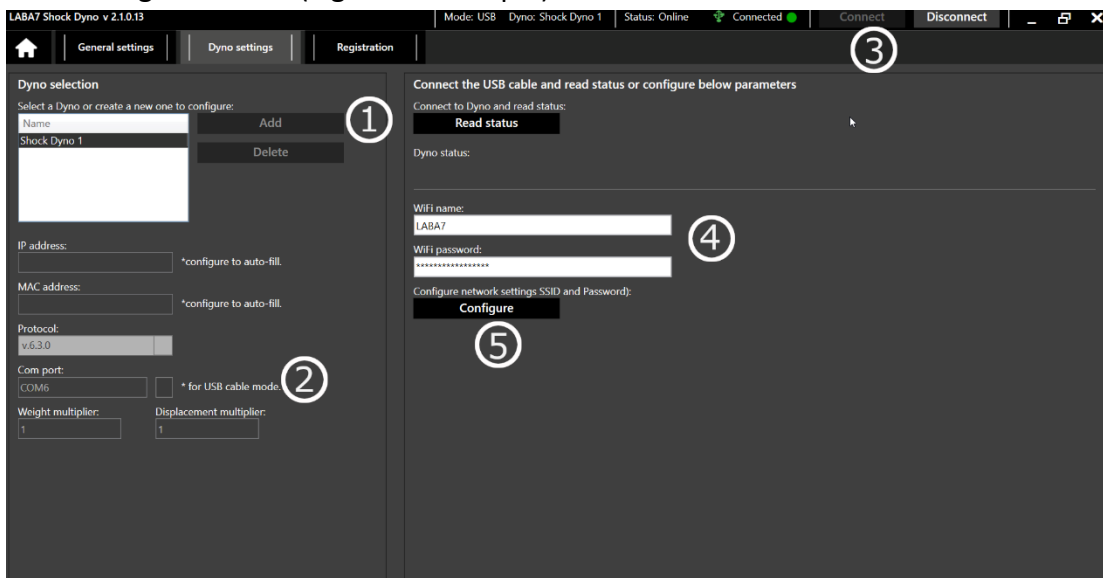 LABA7 Shock Dyno v 2.1.0.13
Mode: USB Dyno: Shock Dyno 1 Status: Online Connected Connect Disconnect
General settings Dyno settings Registration
3
Dyno selection
Select a Dyno or create a new one to configure:
Name
Shock Dyno 1
Add
Delete
1
IP address:
*configure to auto-fill.
MAC address:
*configure to auto-fill.
Protocol:
v.6.3.0
Com port:
COM6 * for USB cable mode.
2
Weight multiplier: Displacement multiplier:
1 1
Connect the USB cable and read status or configure below parameters
Connect to Dyno and read status:
Read status
Dyno status:
WiFi name:
LABA7
4
WiFi password:
*****************
Configure network settings SSID and Password):
Configure
5